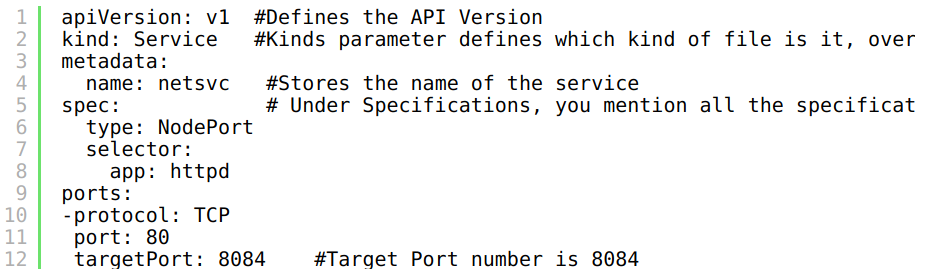 1 apiVersion: v1  #Defines the API Version
2 kind: Service   #Kinds parameter defines which kind of file is it, over
3 metadata:
4   name: netsvc   #Stores the name of the service
5 spec:            # Under Specifications, you mention all the specificat
6   type: NodePort
7   selector:
8     app: httpd
9 ports:
10 -protocol: TCP
11  port: 80
12  targetPort: 8084    #Target Port number is 8084